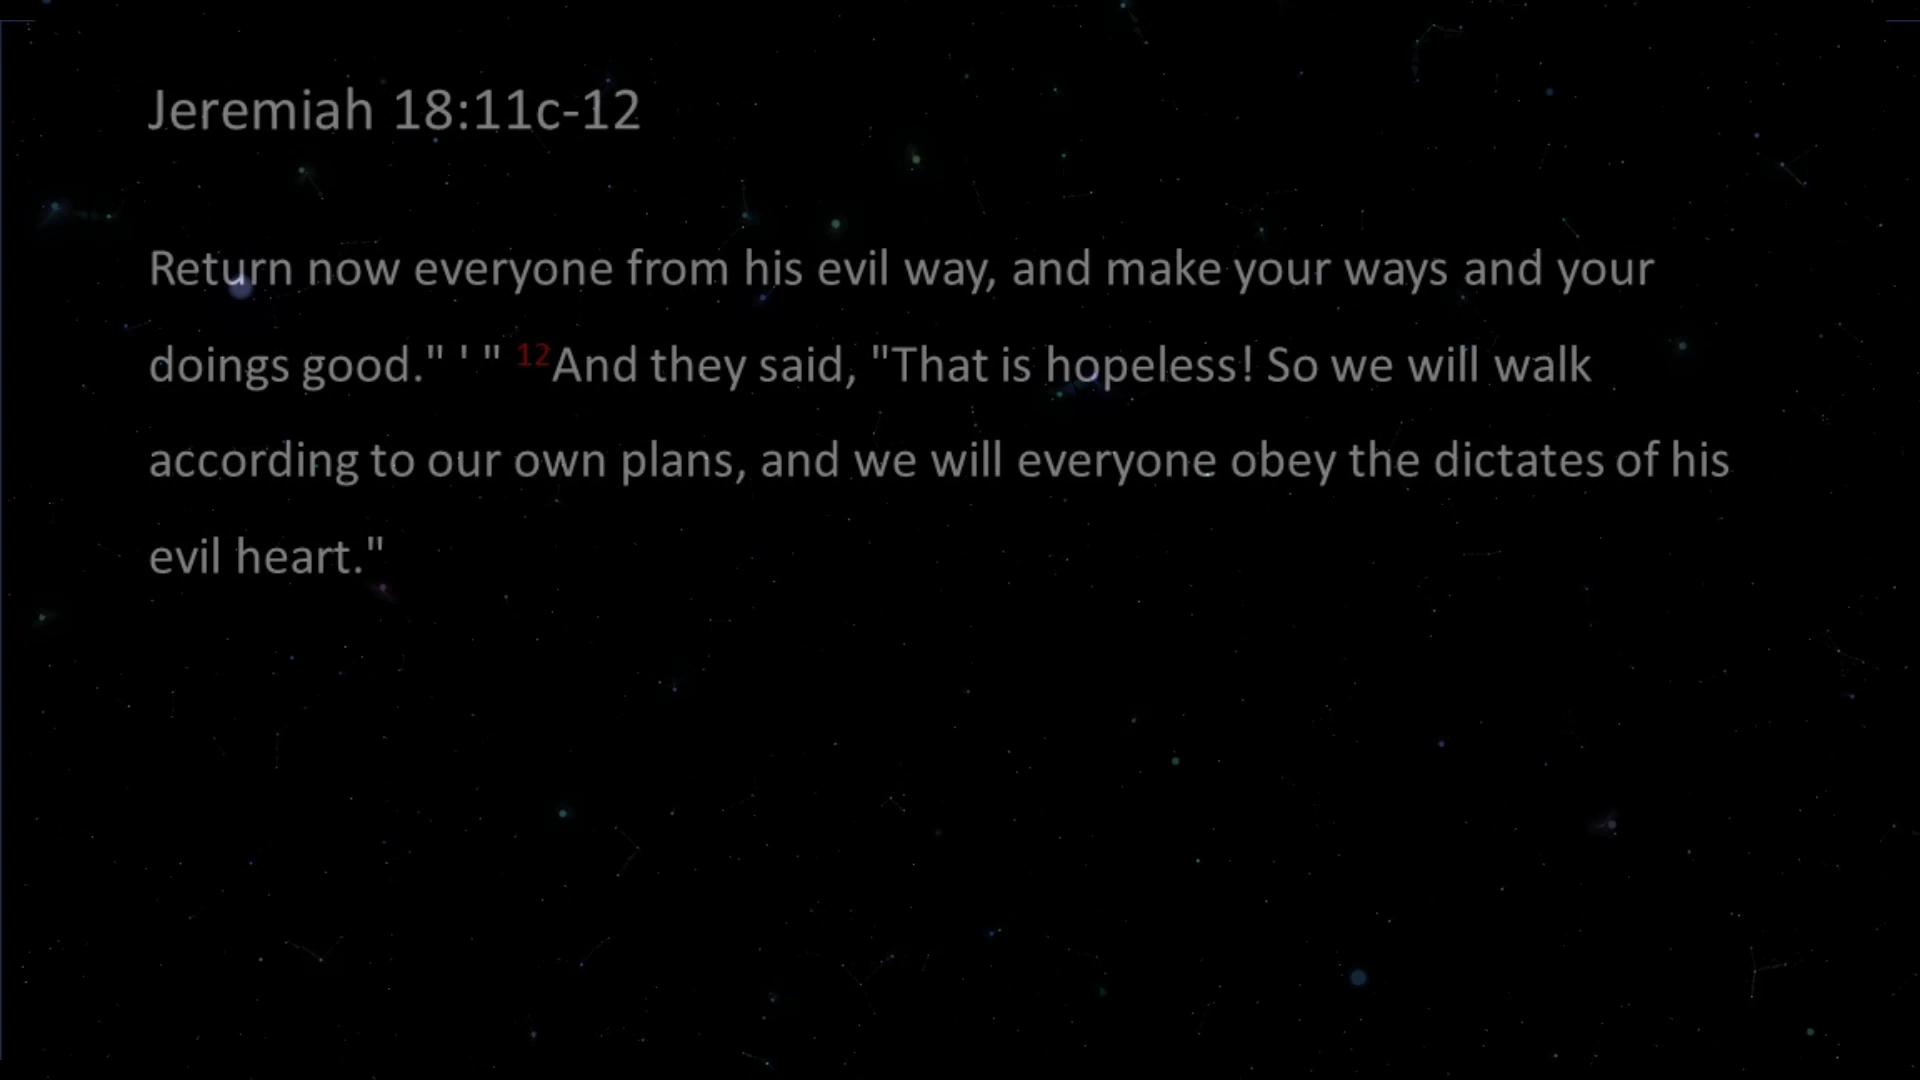 Jeremiah 18:11c-12
Return now everyone from his evil way, and make your ways and your
doings good." ' " 12And they said, "That is hopeless! So we will walk
according to our own plans, and we will everyone obey the dictates of his
evil heart."